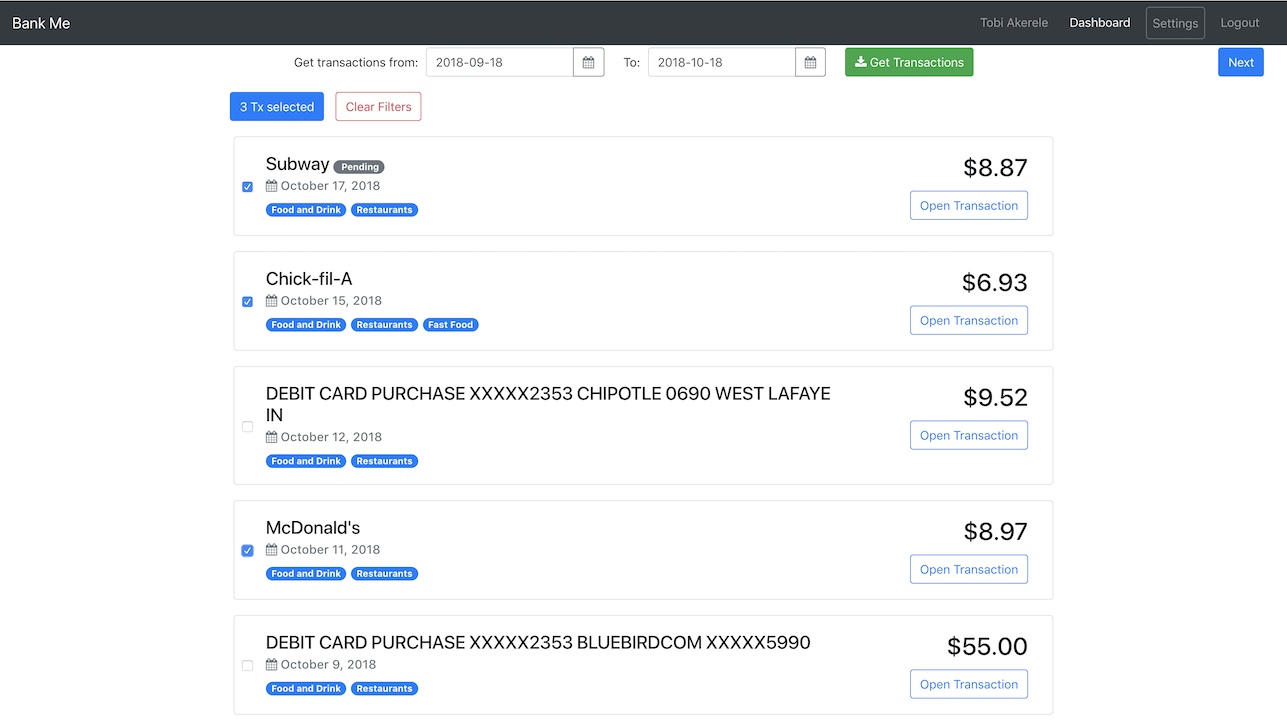 Bank Me Tobi Akerele Dashboard Settings Logout
Get transactions from: 2018-09-18 To: 2018-10-18 Get Transactions Next
3 Tx selected Clear Filters
Subway Pending $8.87
October 17, 2018
Food and Drink Restaurants Open Transaction
Chick-fil-A $6.93
October 15, 2018
Food and Drink Restaurants Fast Food Open Transaction
DEBIT CARD PURCHASE XXXXX2353 CHIPOTLE 0690 WEST LAFAYE $9.52
IN
October 12, 2018 Open Transaction
Food and Drink Restaurants
McDonald's $8.97
October 11, 2018
Food and Drink Restaurants Open Transaction
DEBIT CARD PURCHASE XXXXX2353 BLUEBIRDCOM XXXXX5990 $55.00
October 9, 2018
Food and Drink Restaurants Open Transaction